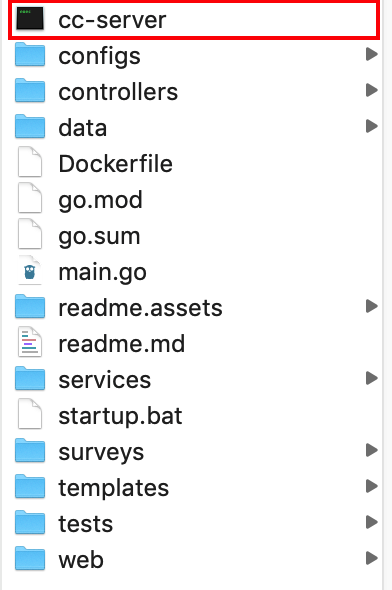 cc-server
configs
controllers
data
Dockerfile
go.mod
go.sum
main.go
readme.assets
readme.md
services
startup.bat
surveys
templates
tests
web